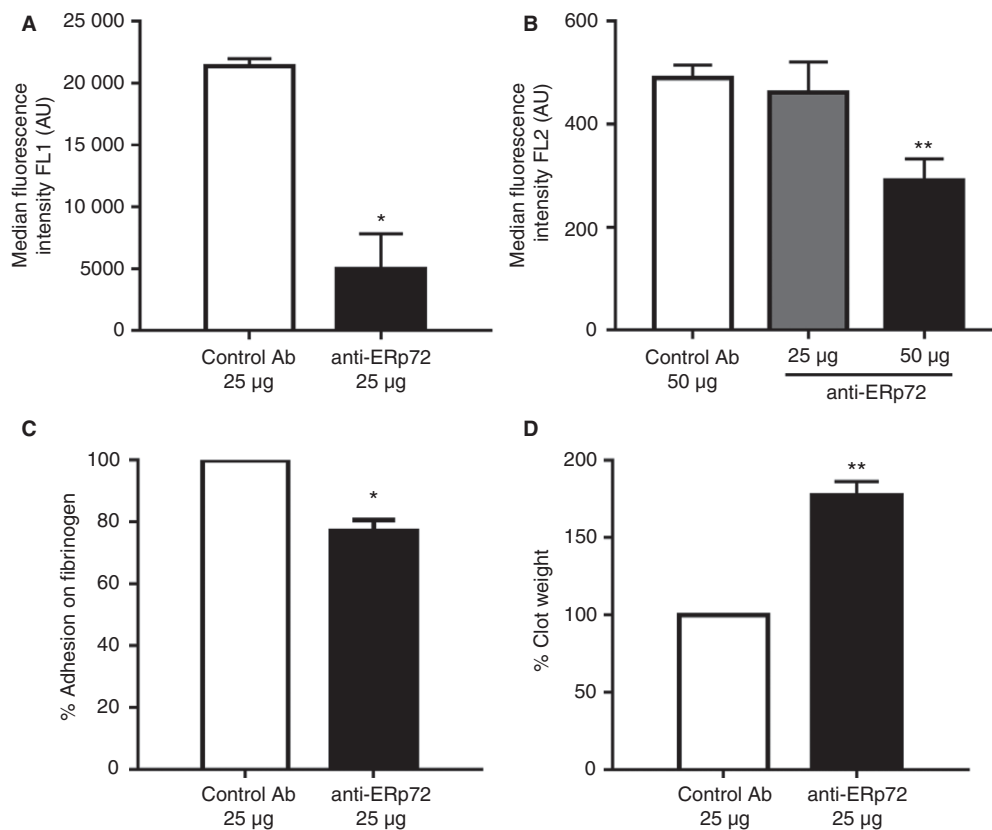 A
Median fluorescence
intensity FL1 (AU)
25 000
20 000
15 000
10 000
5000
0
*
Control Ab
25 µg
anti-ERp72
25 µg
B
Median fluorescence
intensity FL2 (AU)
600
400
200
0
**
Control Ab
50 µg
25 µg
50 µg
anti-ERp72
C
% Adhesion on fibrinogen
100
80
60
40
20
0
*
Control Ab
25 µg
anti-ERp72
25 µg
D
% Clot weight
200
150
100
50
0
**
Control Ab
25 µg
anti-ERp72
25 µg